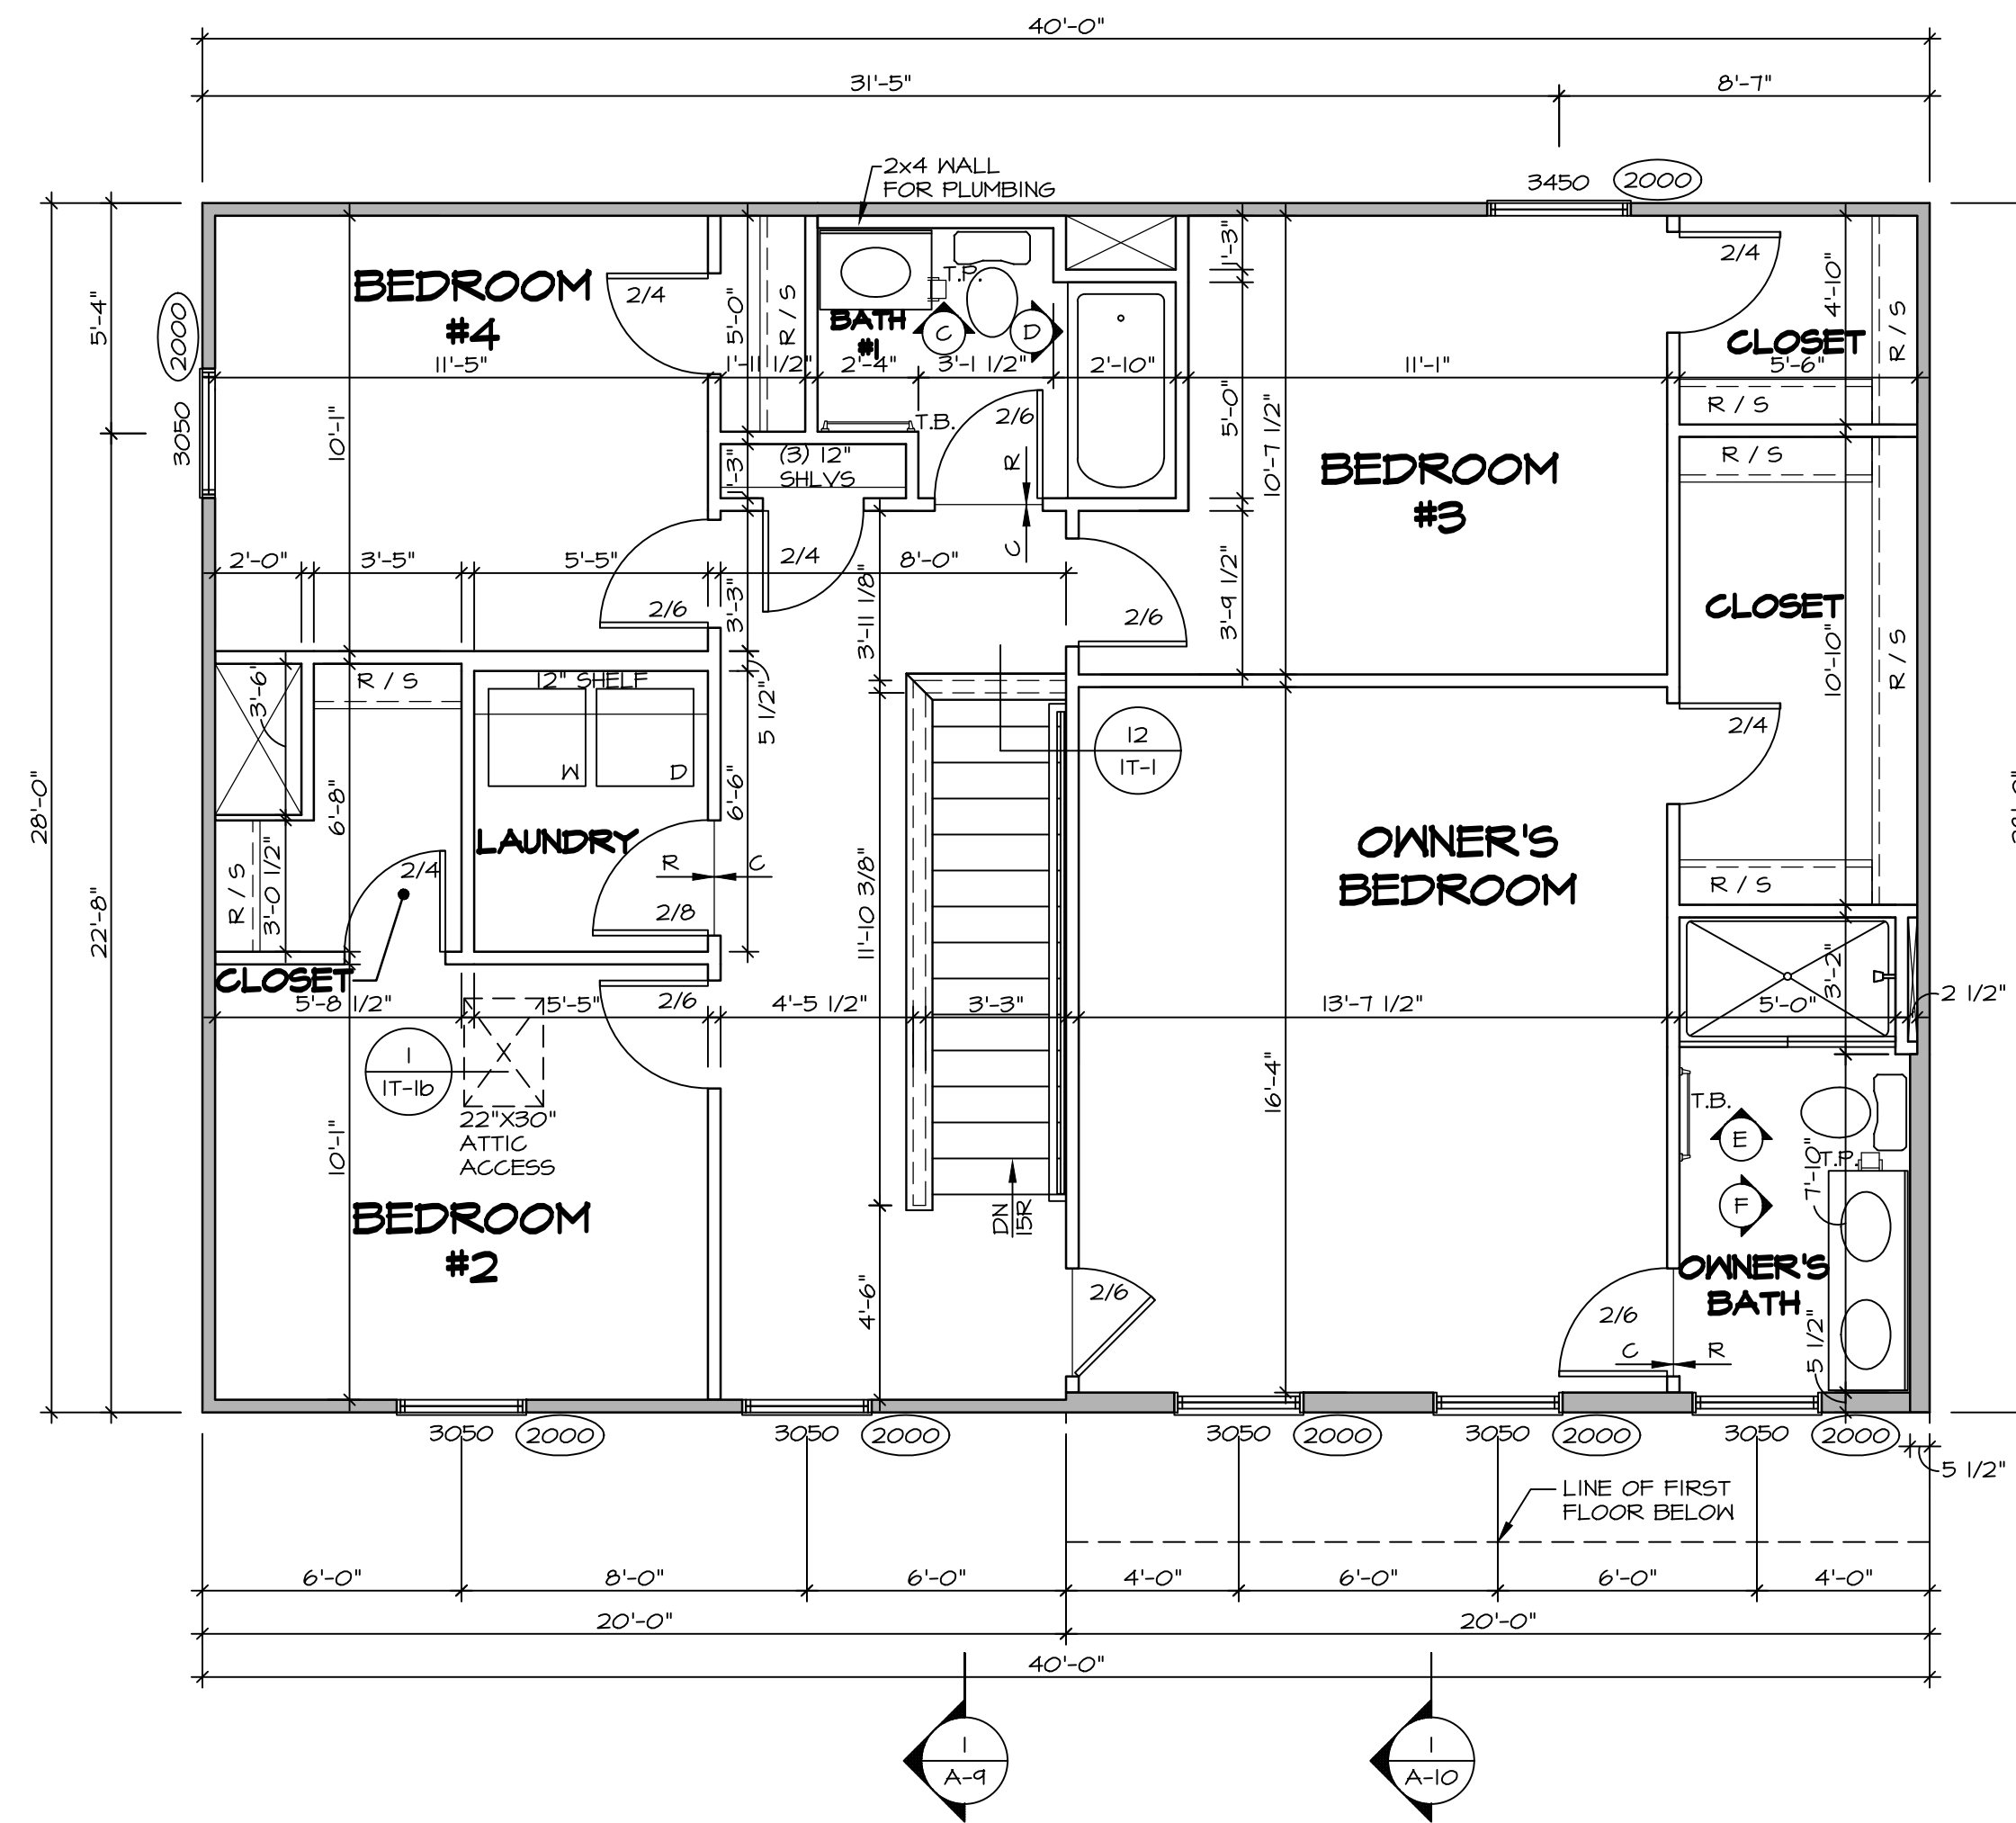 40'-0"
31'-5"
8'-7"
2x4 WALL
FOR PLUMBING
3450
2000
2/4
BEDROOM
#4
2/4
T.P.
1'-3"
4'-10"
5'-4"
2000
5'-0"
R / S
BATH
#1
C
D
CLOSET
R / S
11'-5"
1'-11 1/2"
2'-4"
3'-1 1/2"
2'-10"
11'-1"
5'-6"
3050
10'-1"
T.B.
2/6
5'-0"
10'-7 1/2"
R / S
R / S
(3) 12"
SHLVS
1'-3"
R
BEDROOM
#3
2'-0"
3'-5"
5'-5"
2/4
8'-0"
C
2/6
3'-3"
3'-11 1/8"
2/6
3'-9 1/2"
CLOSET
10'-10"
R / S
3'-6"
R / S
12" SHELF
5 1/2"
12
1T-1
2/4
W
D
28'-0"
6'-8"
6'-6"
LAUNDRY
OWNER'S
BEDROOM
2/4
R
C
R / S
3'-0 1/2"
2/8
11'-10 3/8"
22'-8"
R / S
CLOSET
5'-8 1/2"
5'-5"
2/6
4'-5 1/2"
3'-3"
13'-7 1/2"
5'-0"
3'-2"
2 1/2"
1
1T-1b
X
22"X30"
ATTIC
ACCESS
10'-1"
16'-4"
T.B.
E
T.P.
7'-10"
F
BEDROOM
#2
DN
15R
OWNER'S
BATH
4'-6"
2/6
2/6
C
R
5 1/2"
3050
2000
3050
2000
3050
2000
3050
2000
3050
2000
5 1/2"
LINE OF FIRST
FLOOR BELOW
6'-0"
8'-0"
6'-0"
4'-0"
6'-0"
6'-0"
4'-0"
20'-0"
20'-0"
40'-0"
1
A-9
1
A-10